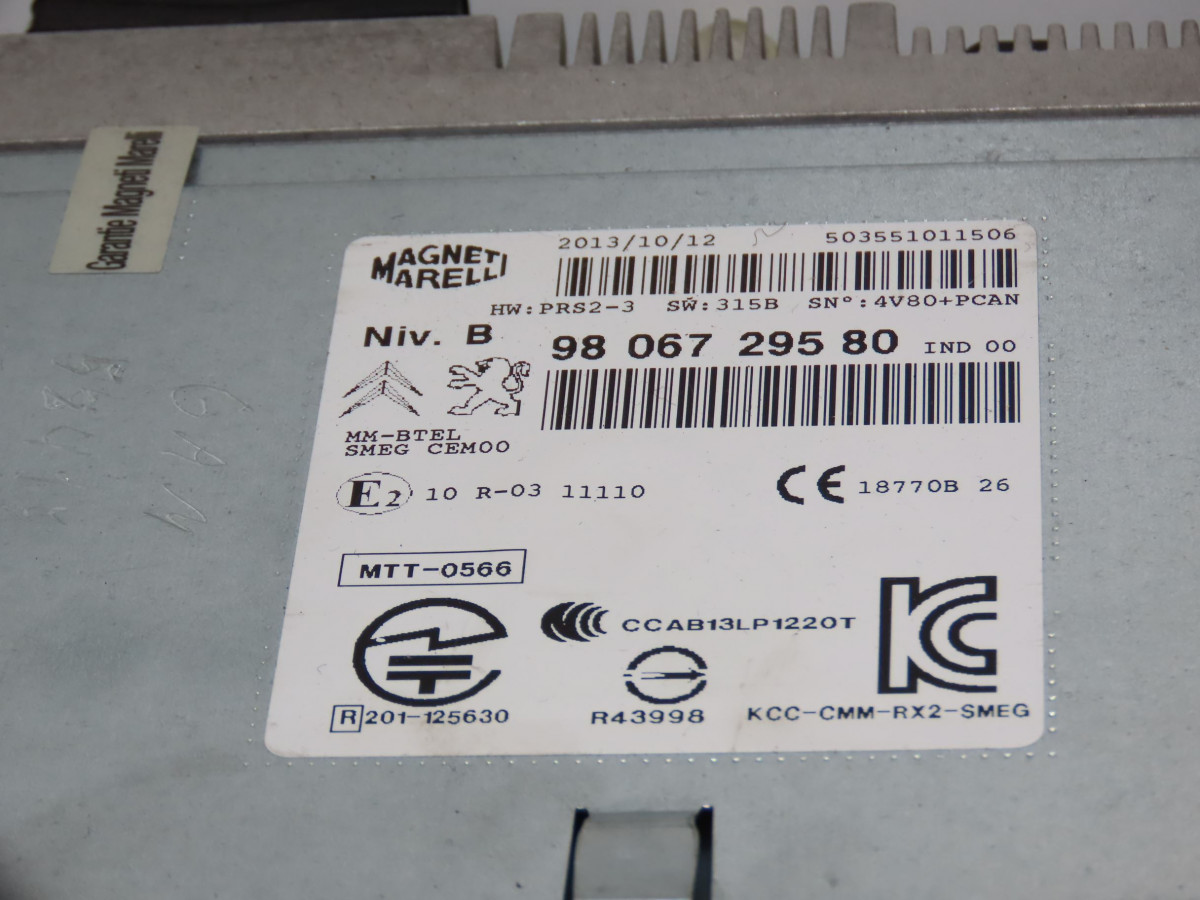 Garantie Magneti Marelli
MAGNETI MARELLI
2013/10/12 503551011506
HW:PRS2-3 SW:315B SN°:4V80+PCAN
Niv. B
98 067 295 80 IND 00
MM-BTEL
SMEG CEM00
E2 10 R-03 11110
CE 18770B 26
MTT-0566
CCAB13LP1220T
KC
R 201-125630
R43998
KCC-CMM-RX2-SMEG